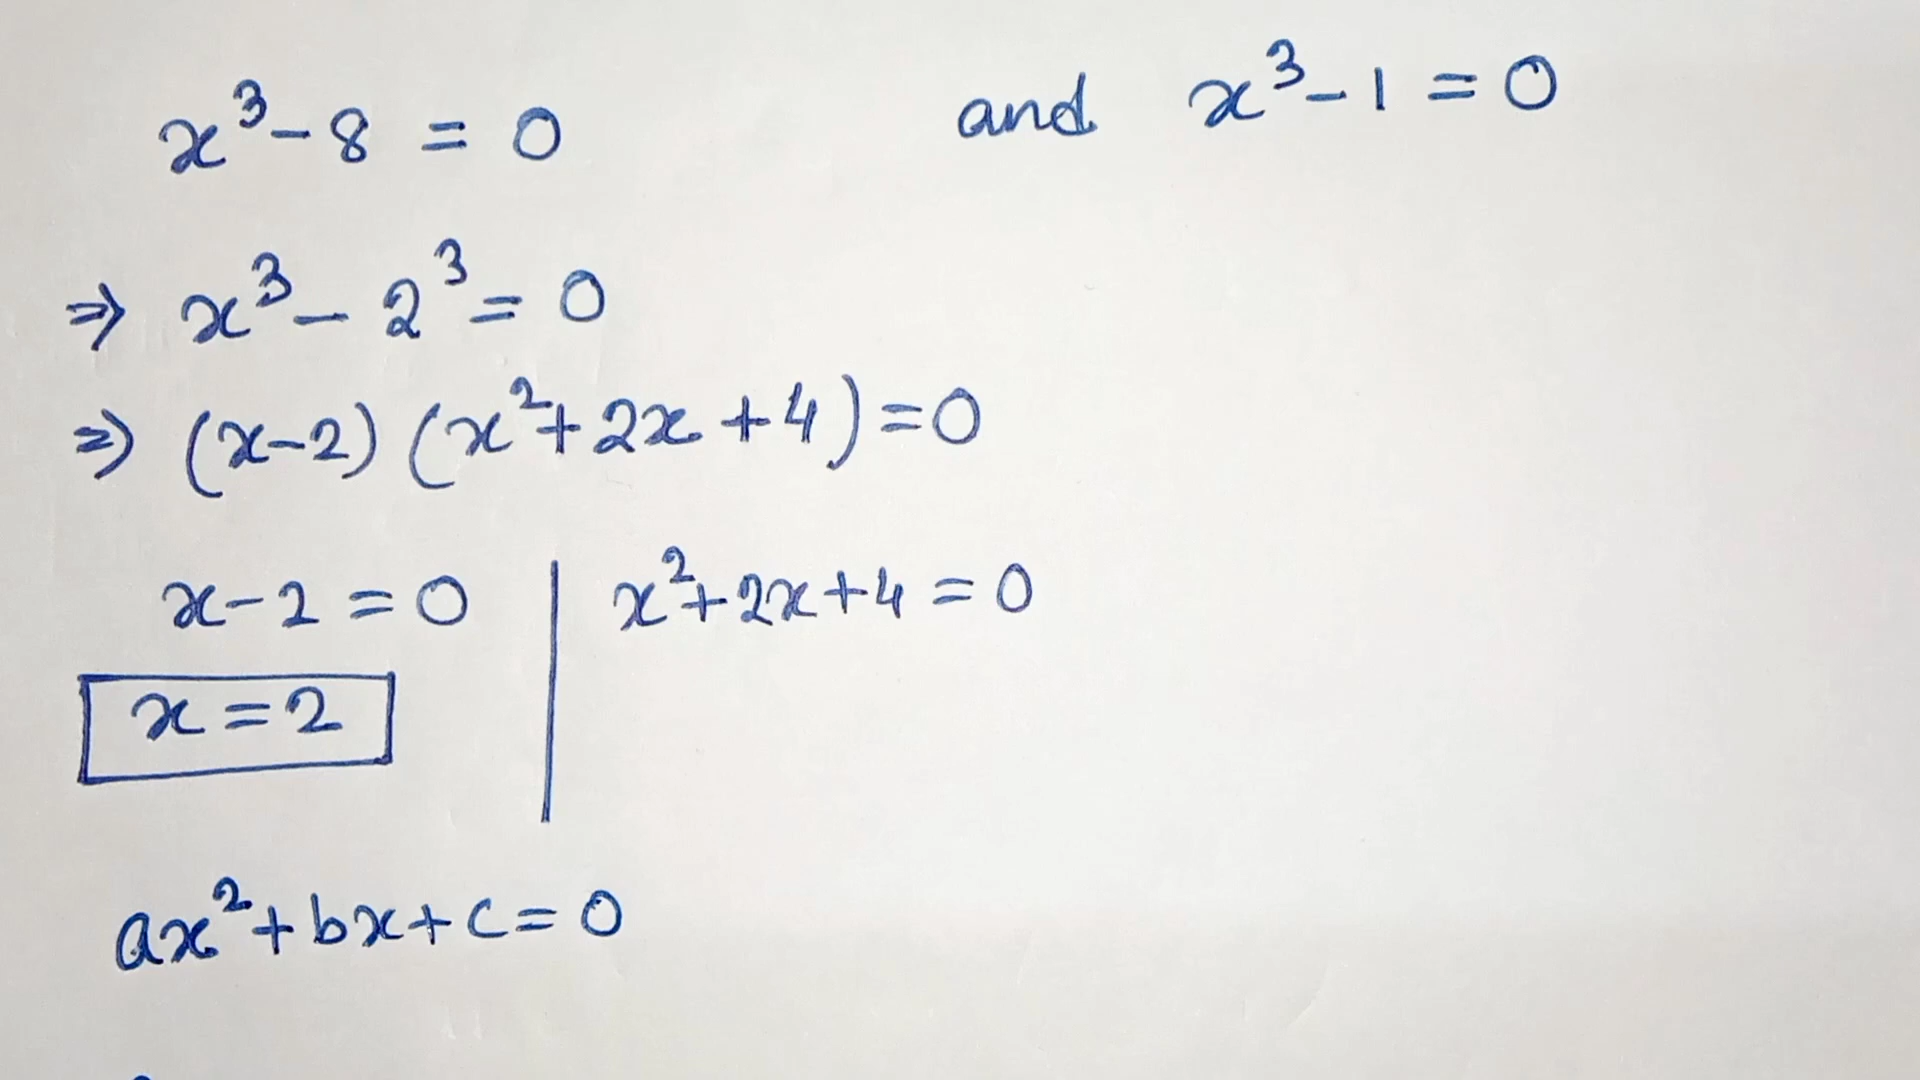 x³-8 = 0 and x³-1 = 0
⇒ x³- 2³ = 0
⇒ (x-2) (x²+2x+4)=0
x-2=0 | x²+2x+4=0
x=2
ax²+bx+c=0